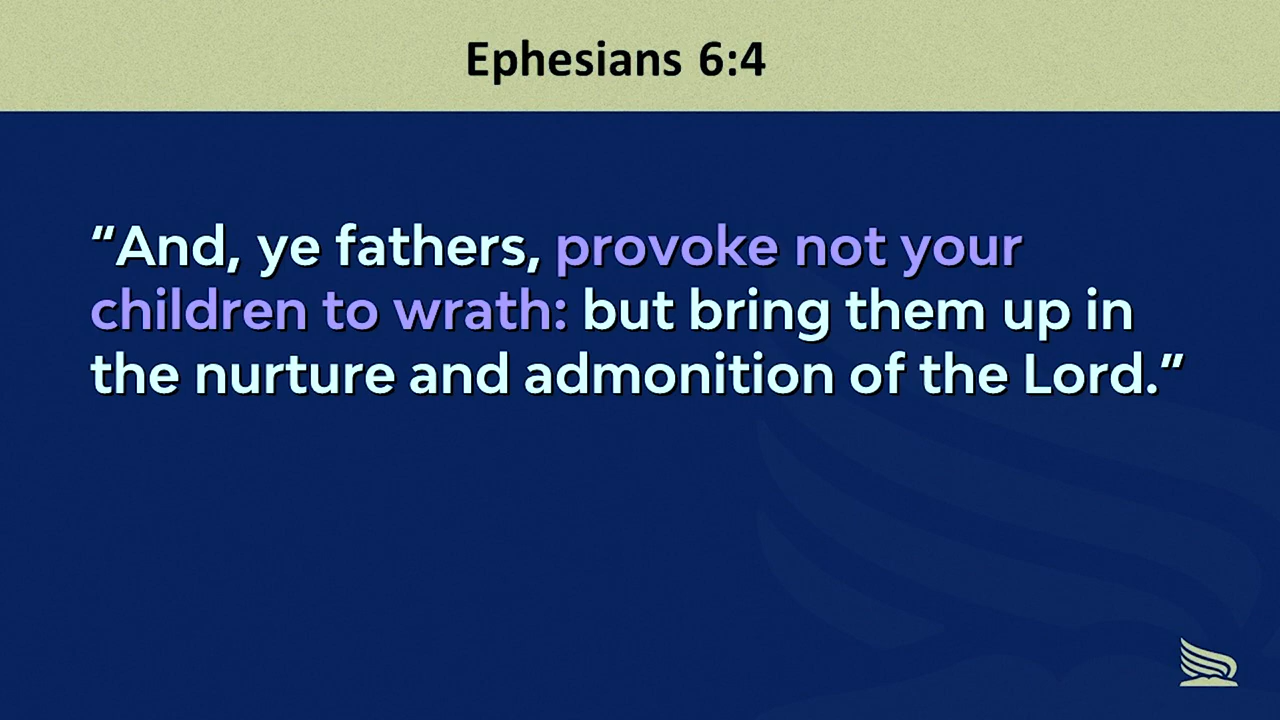 Ephesians 6:4
“And, ye fathers, provoke not your
children to wrath: but bring them up in
the nurture and admonition of the Lord.“